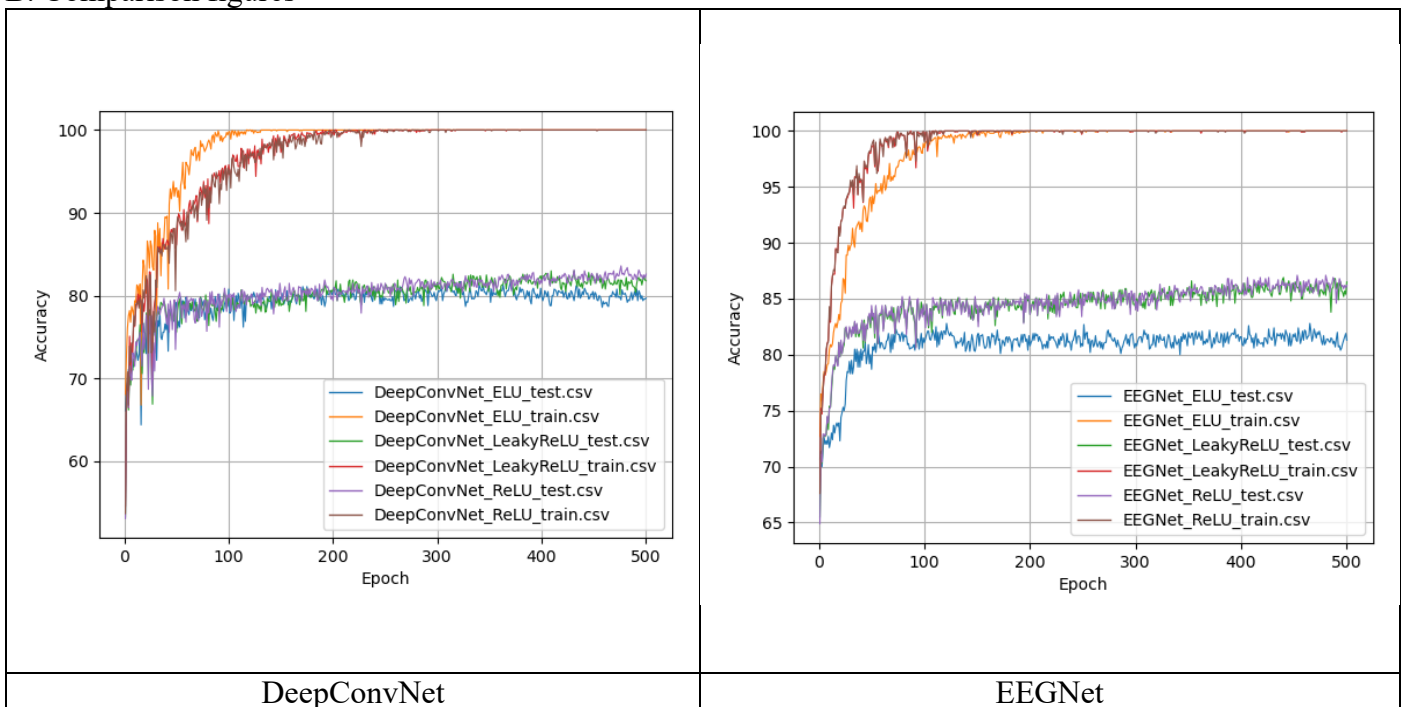 B. Comparison figures
100
90
80
70
60
Accuracy
0 100 200 300 400 500
Epoch
DeepConvNet_ELU_test.csv
DeepConvNet_ELU_train.csv
DeepConvNet_LeakyReLU_test.csv
DeepConvNet_LeakyReLU_train.csv
DeepConvNet_ReLU_test.csv
DeepConvNet_ReLU_train.csv
DeepConvNet
100
95
90
85
80
75
70
65
Accuracy
0 100 200 300 400 500
Epoch
EEGNet_ELU_test.csv
EEGNet_ELU_train.csv
EEGNet_LeakyReLU_test.csv
EEGNet_LeakyReLU_train.csv
EEGNet_ReLU_test.csv
EEGNet_ReLU_train.csv
EEGNet